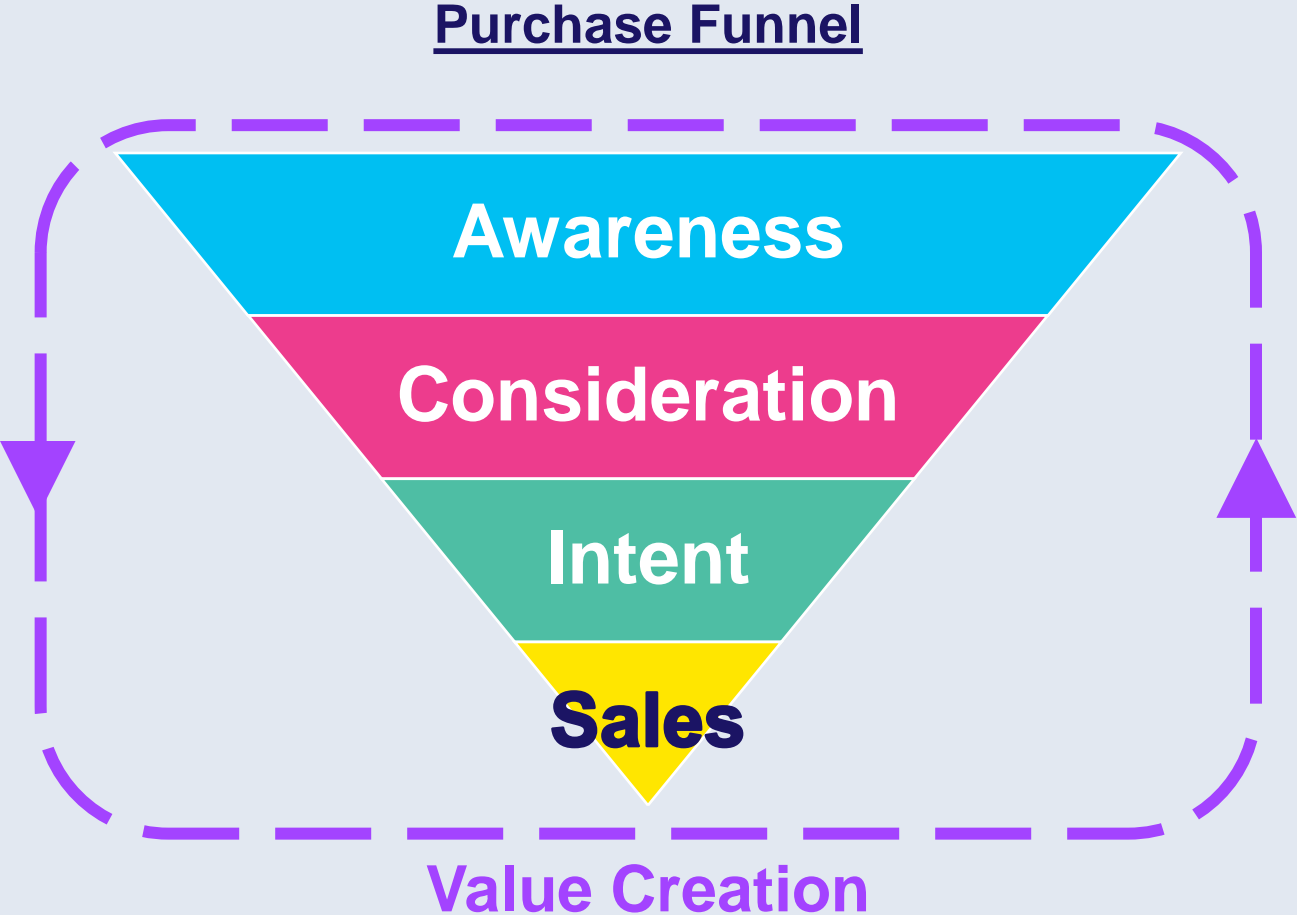 Purchase Funnel
Awareness
Consideration
Intent
Sales
Value Creation